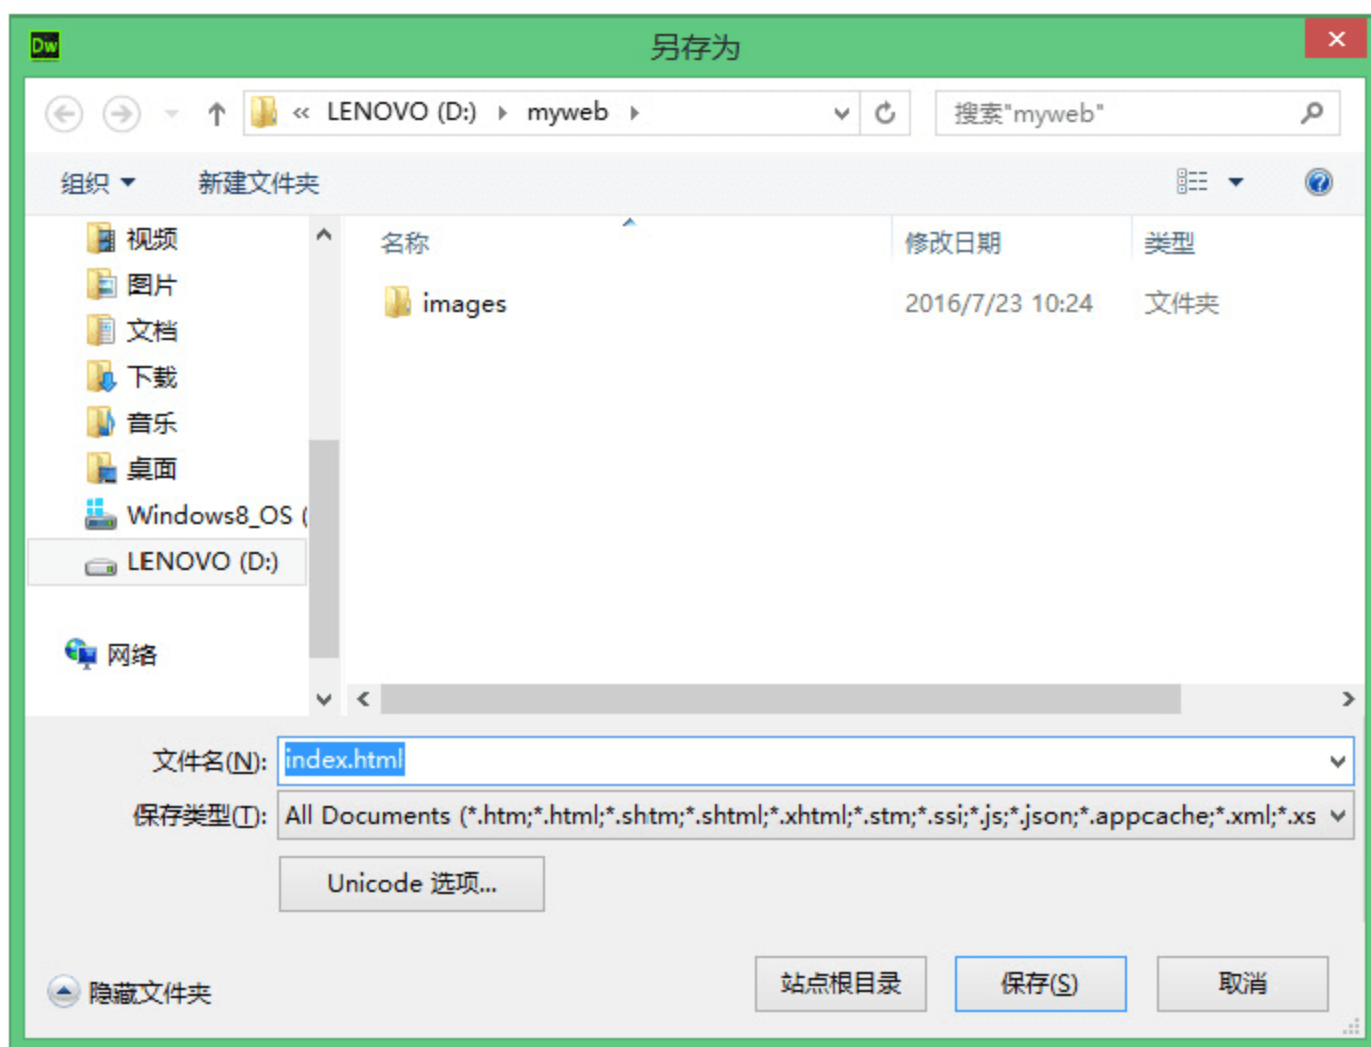 Dw 另存为
« LENOVO (D:) myweb 搜索"myweb"
组织 新建文件夹
名称 修改日期 类型
视频
图片
images 2016/7/23 10:24 文件夹
文档
下载
音乐
桌面
Windows8_OS (
LENOVO (D:)
网络
文件名(N): index.html
保存类型(T): All Documents (*.htm;*.html;*.shtm;*.shtml;*.xhtml;*.stm;*.ssi;*.js;*.json;*.appcache;*.xml;*.xs
Unicode 选项...
隐藏文件夹 站点根目录 保存(S) 取消